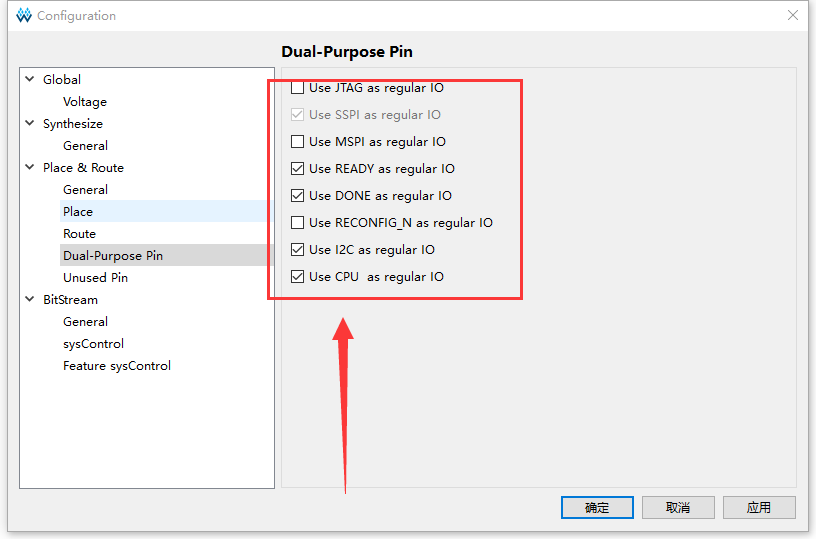 Configuration
Dual-Purpose Pin
Global
Voltage
Synthesize
General
Place & Route
General
Place
Route
Dual-Purpose Pin
Unused Pin
BitStream
General
sysControl
Feature sysControl
Use JTAG as regular IO
Use SSPI as regular IO
Use MSPI as regular IO
Use READY as regular IO
Use DONE as regular IO
Use RECONFIG_N as regular IO
Use I2C as regular IO
Use CPU  as regular IO
确定
取消
应用